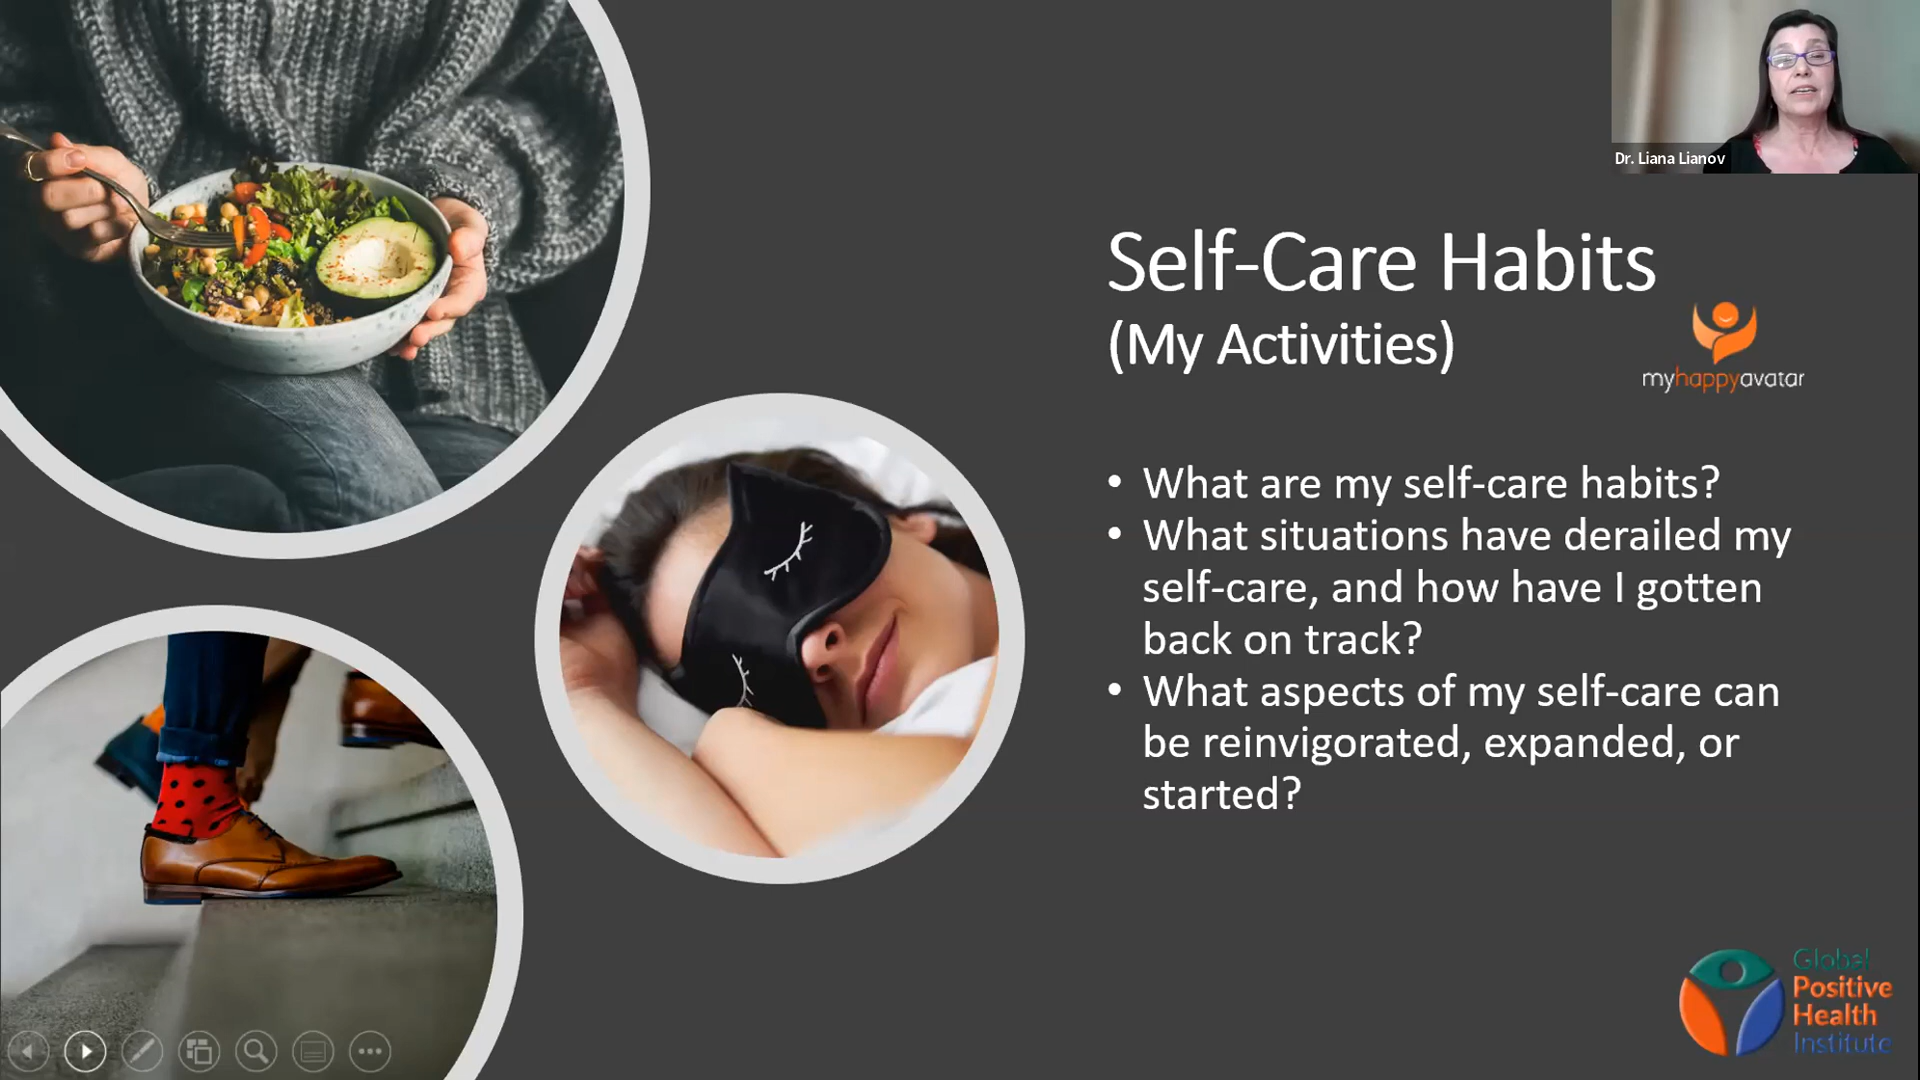 Dr. Liana Lianov
Self-Care Habits
(My Activities)
myhappyavatar
• What are my self-care habits?
• What situations have derailed my
self-care, and how have I gotten
back on track?
• What aspects of my self-care can
be reinvigorated, expanded, or
started?
Global
Positive
Health
Institute